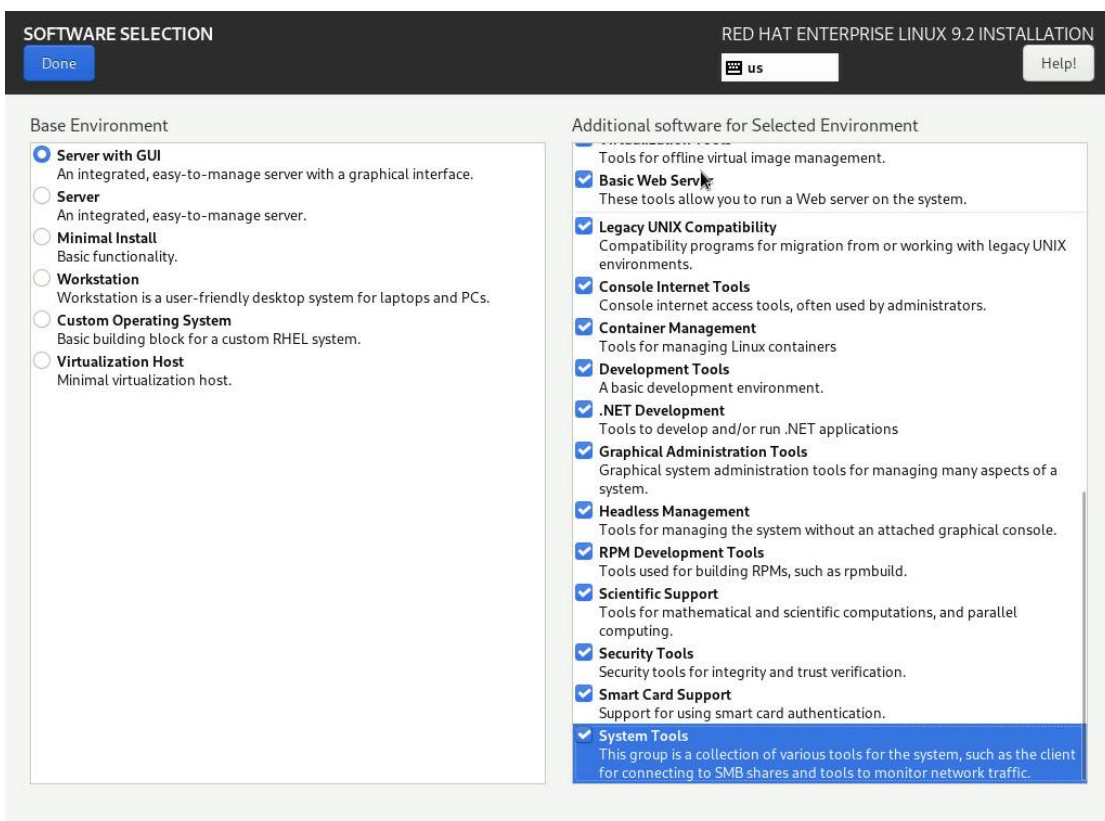 SOFTWARE SELECTION
RED HAT ENTERPRISE LINUX 9.2 INSTALLATION
Done
us
Help!
Base Environment
Server with GUI
An integrated, easy-to-manage server with a graphical interface.
Server
An integrated, easy-to-manage server.
Minimal Install
Basic functionality.
Workstation
Workstation is a user-friendly desktop system for laptops and PCs.
Custom Operating System
Basic building block for a custom RHEL system.
Virtualization Host
Minimal virtualization host.
Additional software for Selected Environment
Tools for offline virtual image management.
Basic Web Server
These tools allow you to run a Web server on the system.
Legacy UNIX Compatibility
Compatibility programs for migration from or working with legacy UNIX
environments.
Console Internet Tools
Console internet access tools, often used by administrators.
Container Management
Tools for managing Linux containers
Development Tools
A basic development environment.
.NET Development
Tools to develop and/or run .NET applications
Graphical Administration Tools
Graphical system administration tools for managing many aspects of a
system.
Headless Management
Tools for managing the system without an attached graphical console.
RPM Development Tools
Tools used for building RPMs, such as rpmbuild.
Scientific Support
Tools for mathematical and scientific computations, and parallel
computing.
Security Tools
Security tools for integrity and trust verification.
Smart Card Support
Support for using smart card authentication.
System Tools
This group is a collection of various tools for the system, such as the client
for connecting to SMB shares and tools to monitor network traffic.